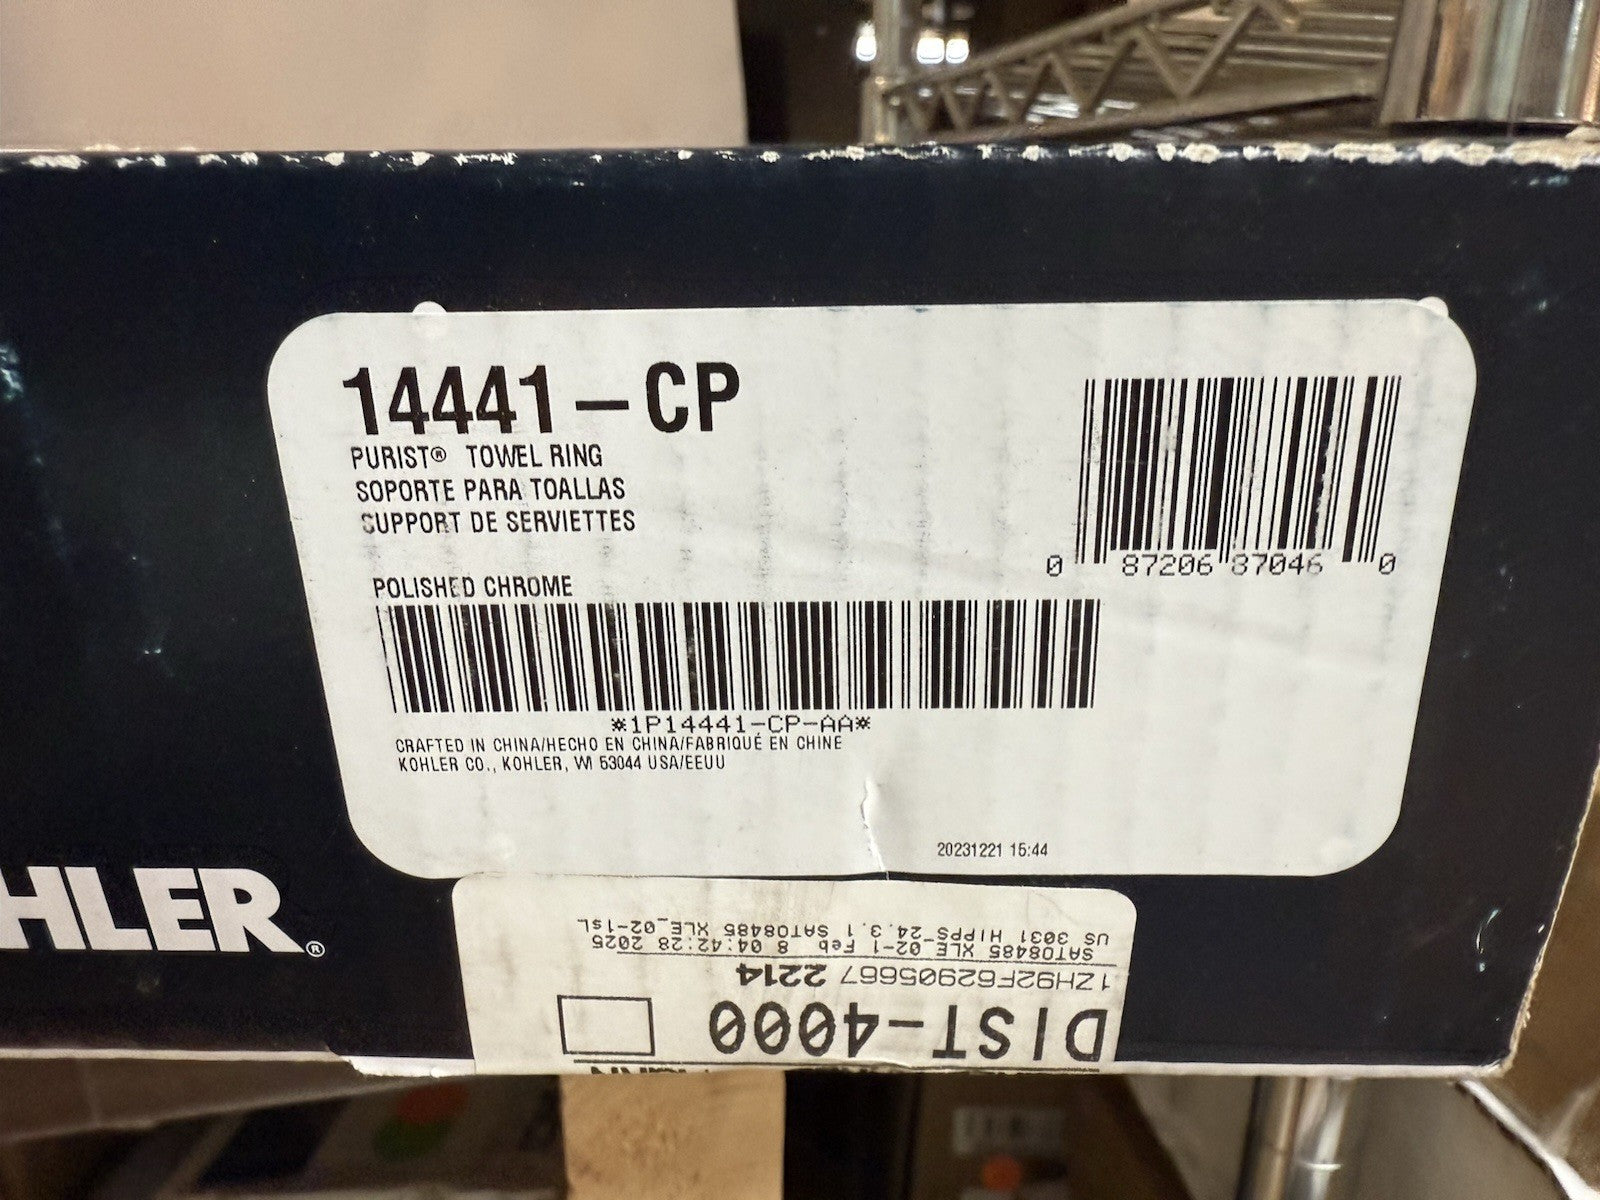 14441-CP
PURIST® TOWEL RING
SOPORTE PARA TOALLAS
SUPPORT DE SERVIETTES
POLISHED CHROME
0 87206 87046 0
*1P14441-CP-AA*
CRAFTED IN CHINA/HECHO EN CHINA/FABRIQUÉ EN CHINE
KOHLER CO., KOHLER, WI 53044 USA/EEUU
20231221 15:44
HLER®
DIST-4000
1ZH92F62905667 2214
SAT08485 XLE 02-1 Feb 8 04:42:28 2025
US 3031 HIPPS-24.3.1 SAT08485 XLE_02-1sL